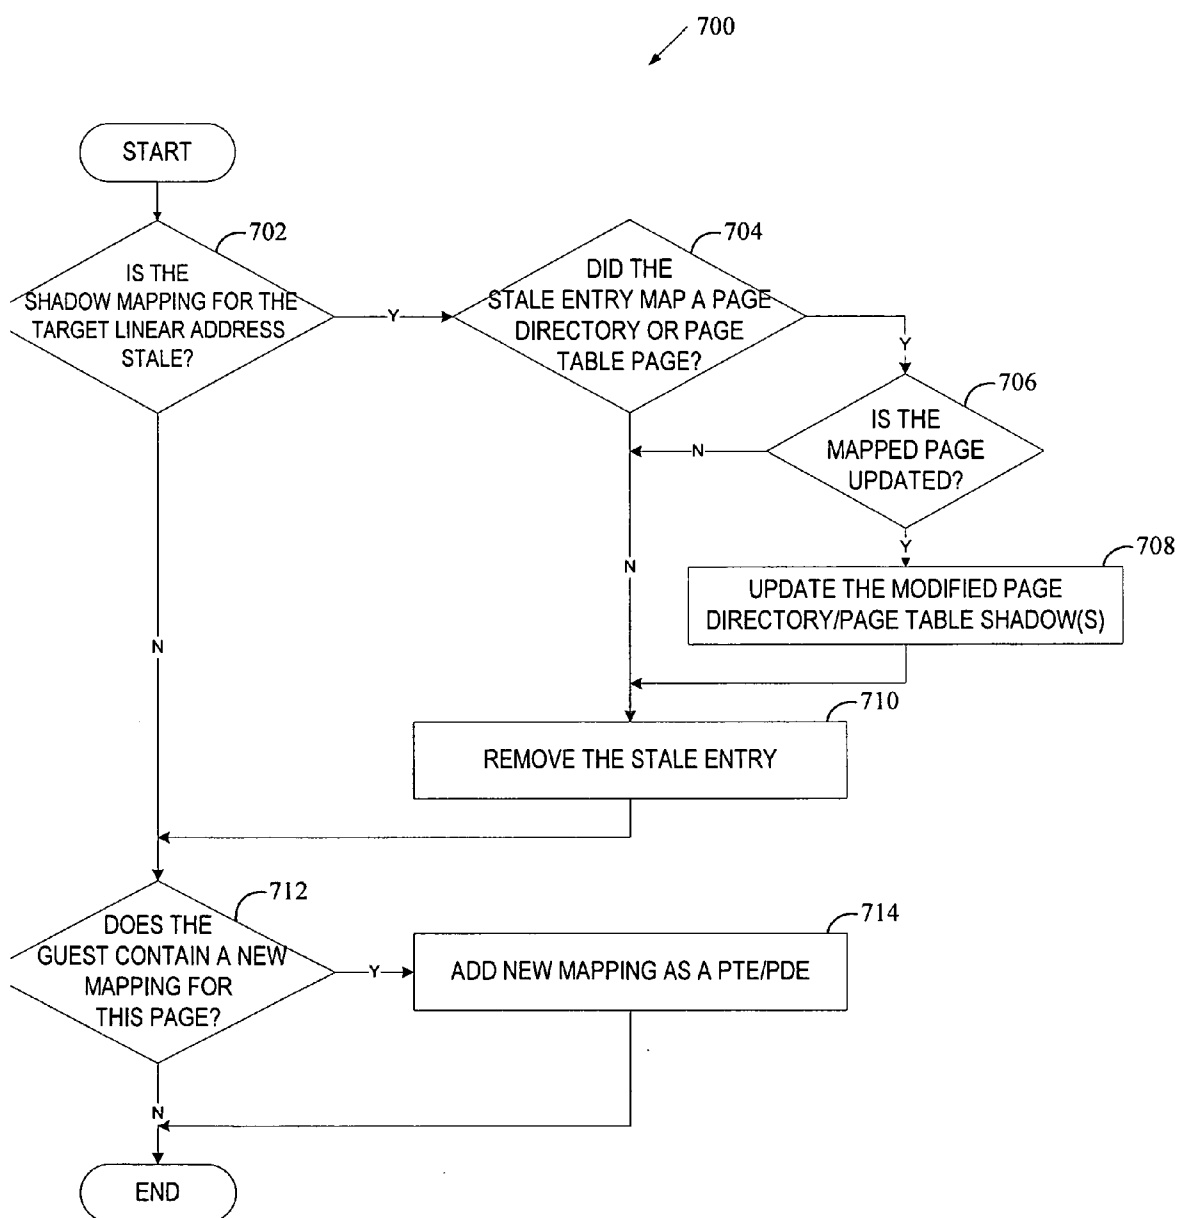 700
START
702
IS THE
SHADOW MAPPING FOR THE
TARGET LINEAR ADDRESS
STALE?
Y
N
704
DID THE
STALE ENTRY MAP A PAGE
DIRECTORY OR PAGE
TABLE PAGE?
Y
N
706
IS THE
MAPPED PAGE
UPDATED?
N
Y
708
UPDATE THE MODIFIED PAGE
DIRECTORY/PAGE TABLE SHADOW(S)
710
REMOVE THE STALE ENTRY
712
DOES THE
GUEST CONTAIN A NEW
MAPPING FOR
THIS PAGE?
Y
N
714
ADD NEW MAPPING AS A PTE/PDE
END